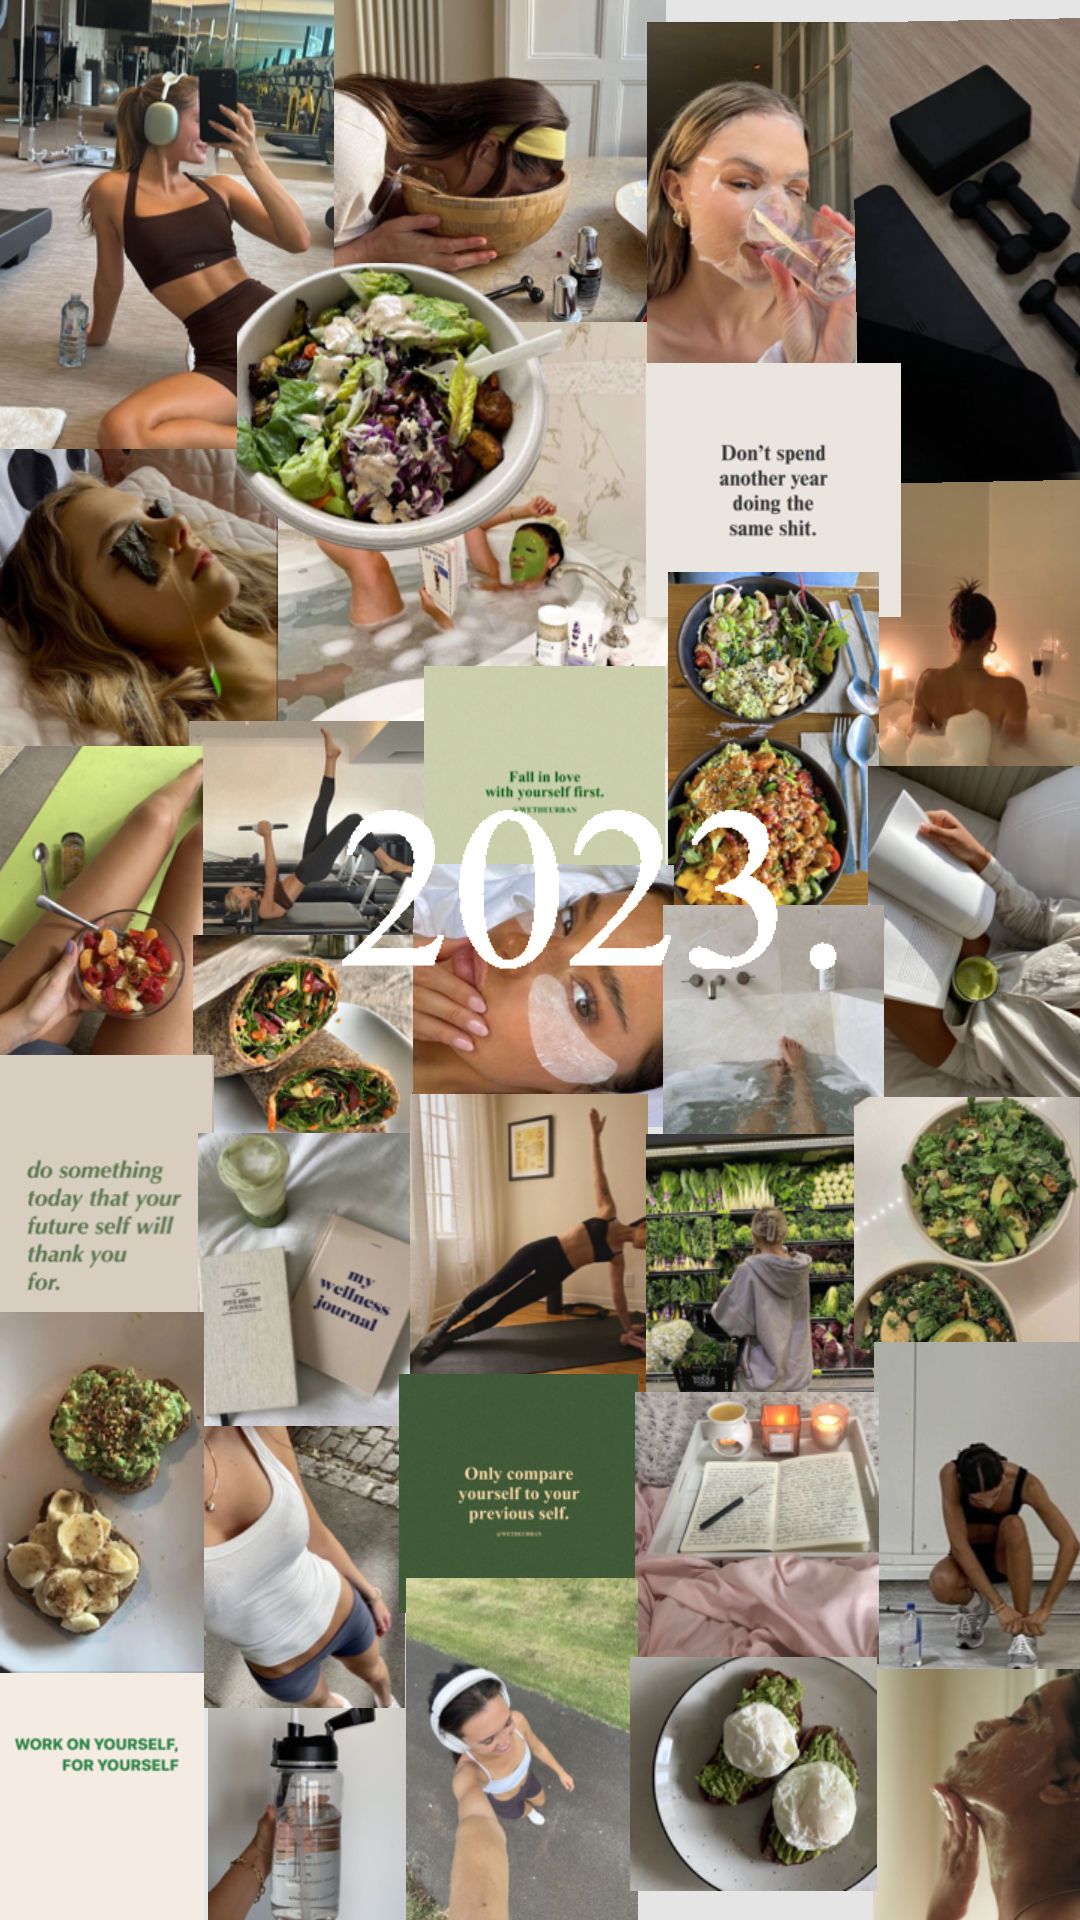 Don't spend
another year
doing the
same shit.
Fall in love
with yourself first.
@WETHEURBAN
2023.
do something
today that your
future self will
thank you
for.
The
FIVE MINUTE
JOURNAL
my
wellness
journal
Only compare
yourself to your
previous self.
@WETHEURBAN
WORK ON YOURSELF,
FOR YOURSELF